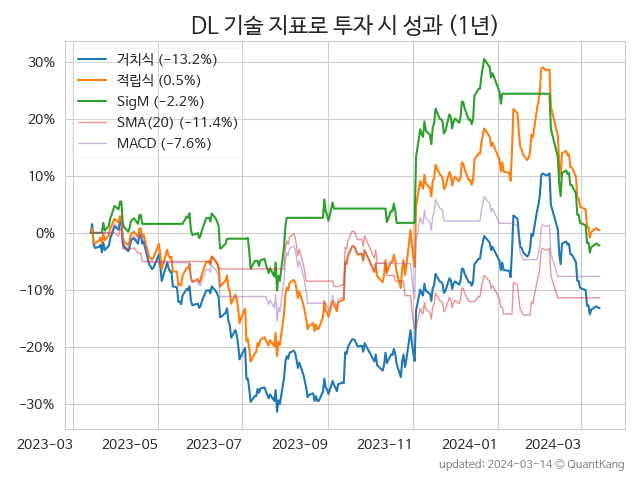 DL 기술 지표로 투자 시 성과 (1년)
거치식 (−13.2%)
적립식 (0.5%)
SigM (−2.2%)
SMA(20) (−11.4%)
MACD (−7.6%)
30%
20%
10%
0%
−10%
−20%
−30%
2023-03 2023-05 2023-07 2023-09 2023-11 2024-01 2024-03
updated: 2024-03-14 © QuantKang